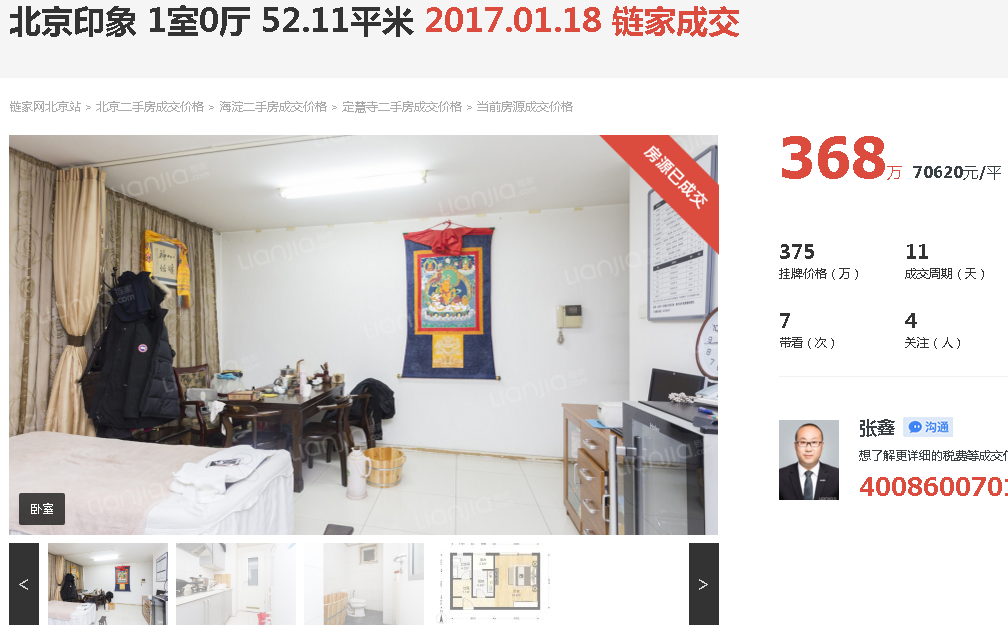 北京印象 1室0厅 52.11平米 2017.01.18 链家成交
链家网北京站 > 北京二手房成交价格 > 海淀二手房成交价格 > 定慧寺二手房成交价格 > 当前房源成交价格
房源已成交
368万 70620元/平
375 11
挂牌价格（万） 成交周期（天）
7 4
带看（次） 关注（人）
张鑫 沟通
想了解更详细的税费等成交
400860070
卧室
Lianjia
< >